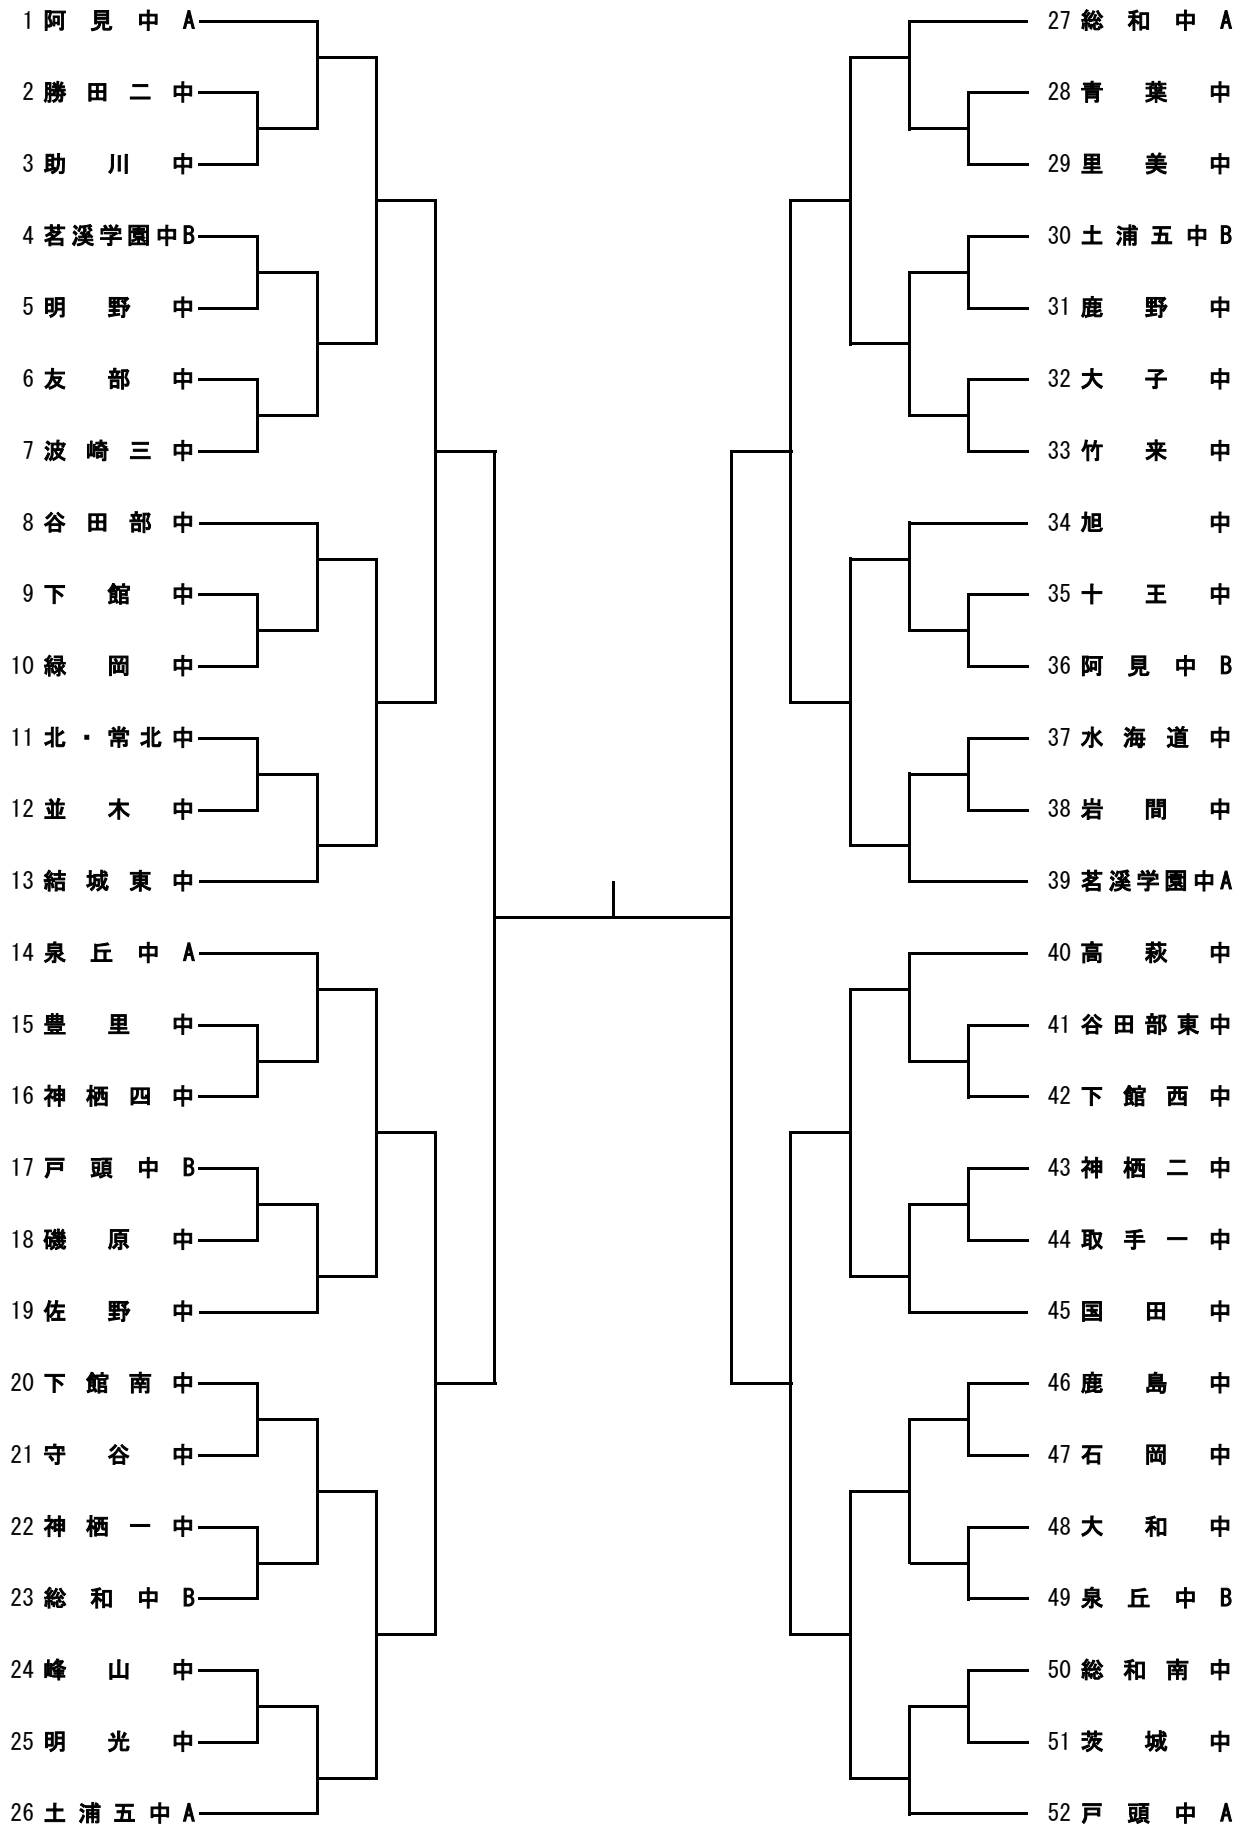 1 阿見中A
2 勝田二中
3 助川中
4 茗溪学園中B
5 明野中
6 友部中
7 波崎三中
8 谷田部中
9 下館中
10 緑岡中
11 北・常北中
12 並木中
13 結城東中
14 泉丘中A
15 豊里中
16 神栖四中
17 戸頭中B
18 磯原中
19 佐野中
20 下館南中
21 守谷中
22 神栖一中
23 総和中B
24 峰山中
25 明光中
26 土浦五中A
27 総和中A
28 青葉中
29 里美中
30 土浦五中B
31 鹿野中
32 大子中
33 竹来中
34 旭中
35 十王中
36 阿見中B
37 水海道中
38 岩間中
39 茗溪学園中A
40 高萩中
41 谷田部東中
42 下館西中
43 神栖二中
44 取手一中
45 国田中
46 鹿島中
47 石岡中
48 大和中
49 泉丘中B
50 総和南中
51 茨城中
52 戸頭中A